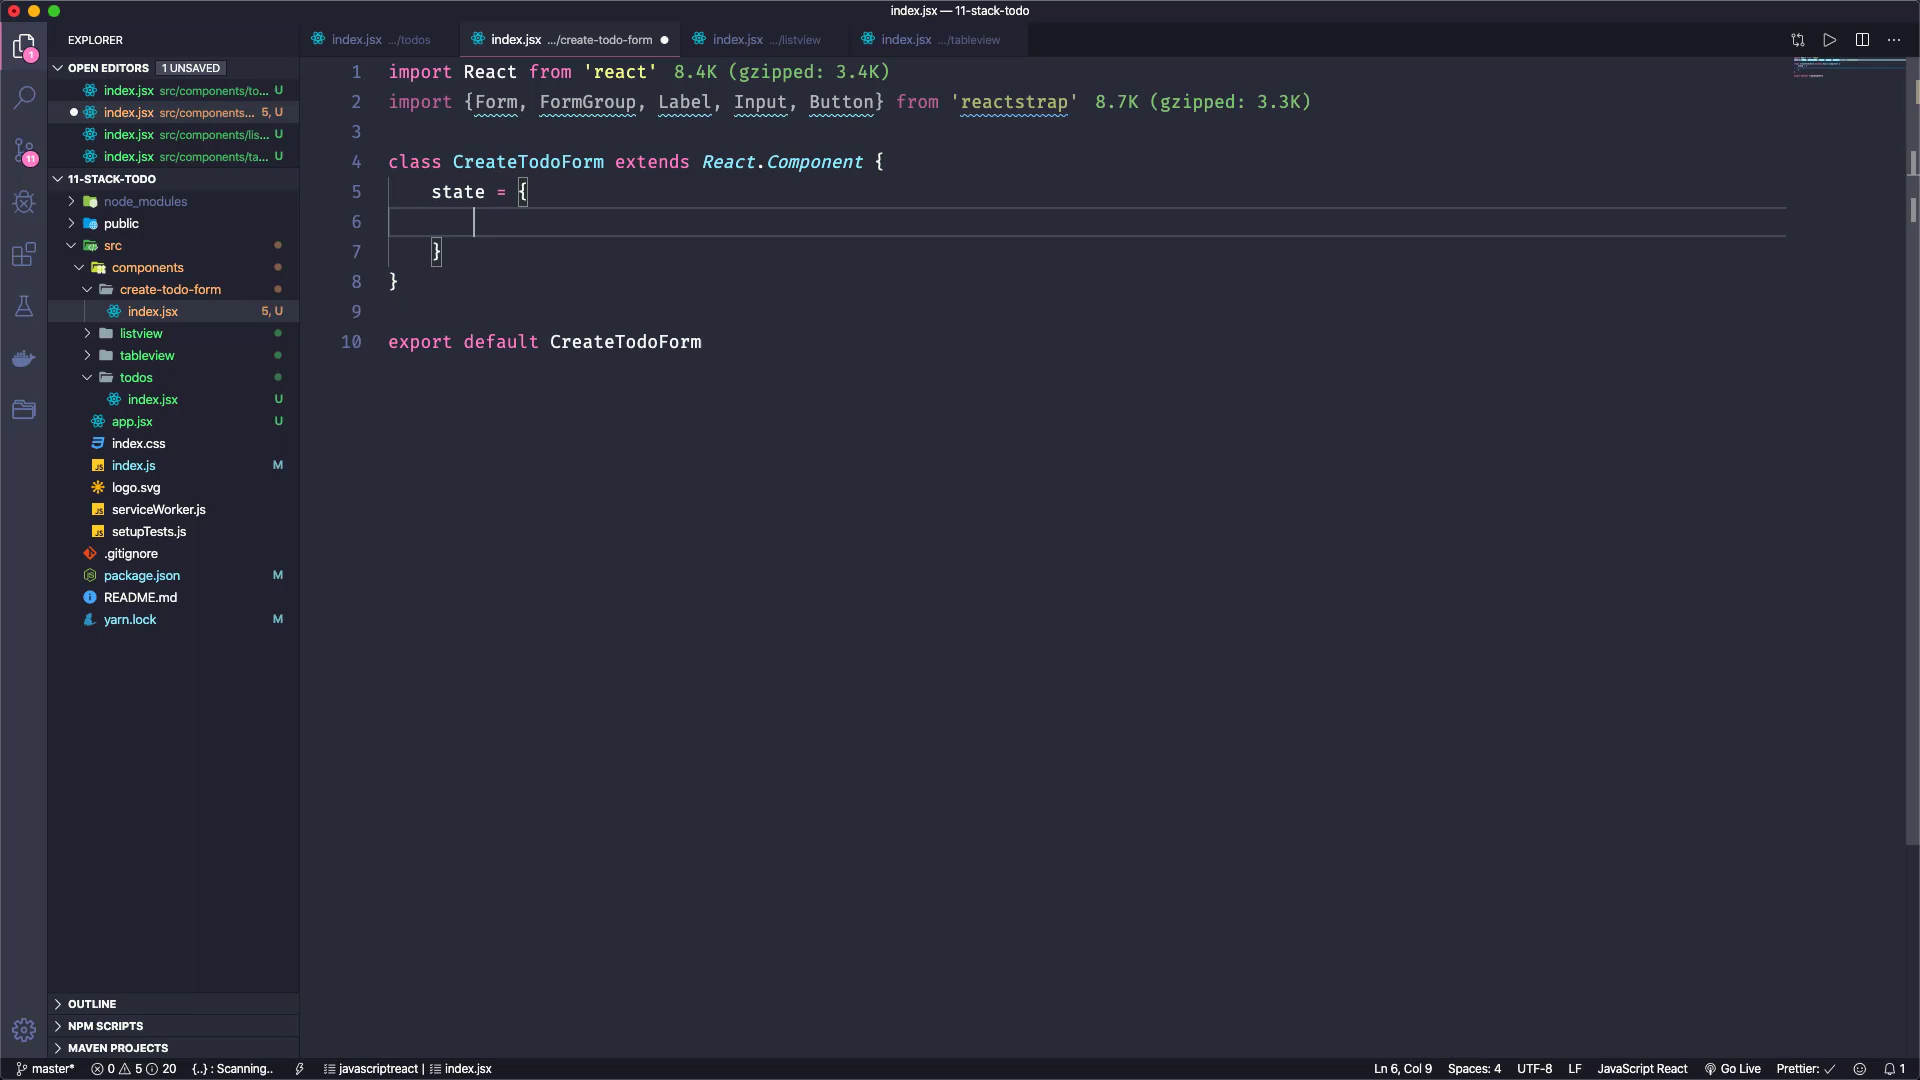 index.jsx — 11-stack-todo
EXPLORER
index.jsx .../todos
index.jsx .../create-todo-form
index.jsx .../listview
index.jsx .../tableview
OPEN EDITORS 1 UNSAVED
index.jsx src/components/to... U
index.jsx src/components... 5, U
index.jsx src/components/lis... U
index.jsx src/components/ta... U
11-STACK-TODO
node_modules
public
src
components
create-todo-form
index.jsx 5, U
listview
tableview
todos
index.jsx U
app.jsx U
index.css
index.js M
logo.svg
serviceWorker.js
setupTests.js
.gitignore
package.json M
README.md
yarn.lock M
OUTLINE
NPM SCRIPTS
MAVEN PROJECTS
1
11
1 import React from 'react' 8.4K (gzipped: 3.4K)
2 import {Form, FormGroup, Label, Input, Button} from 'reactstrap' 8.7K (gzipped: 3.3K)
3
4 class CreateTodoForm extends React.Component {
5 state = {
6
7 }
8 }
9
10 export default CreateTodoForm
master* 0 5 20 {..} : Scanning.. javascriptreact | index.jsx Ln 6, Col 9 Spaces: 4 UTF-8 LF JavaScript React Go Live Prettier: ✓ 1